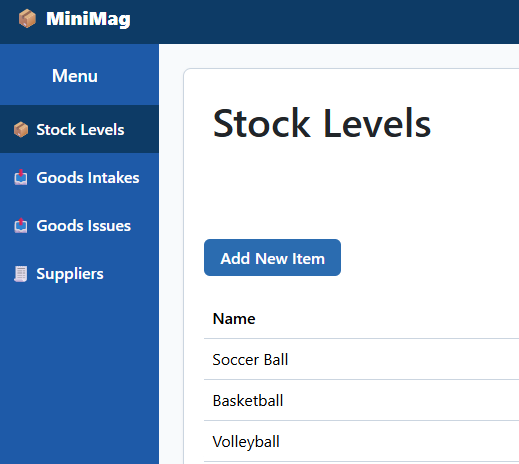 MiniMag
Menu
Stock Levels
Goods Intakes
Goods Issues
Suppliers
Stock Levels
Add New Item
Name
Soccer Ball
Basketball
Volleyball